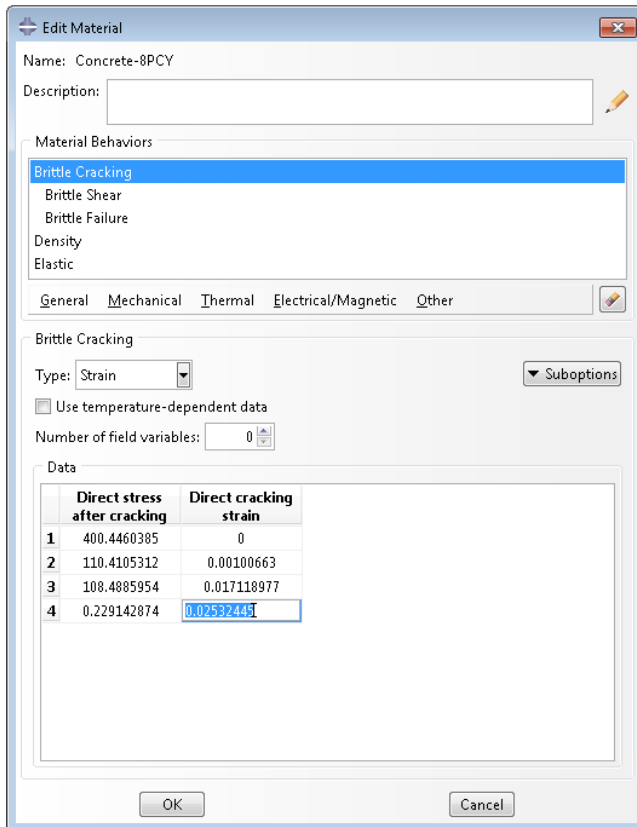 Edit Material
Name: Concrete-8PCY
Description:
Material Behaviors
Brittle Cracking
Brittle Shear
Brittle Failure
Density
Elastic
General Mechanical Thermal Electrical/Magnetic Other
Brittle Cracking
Type: Strain
Suboptions
Use temperature-dependent data
Number of field variables: 0
Data
Direct stress Direct cracking
after cracking strain
1 400.4460385 0
2 110.4105312 0.00100663
3 108.4885954 0.017118977
4 0.229142874 0.02532445
OK Cancel